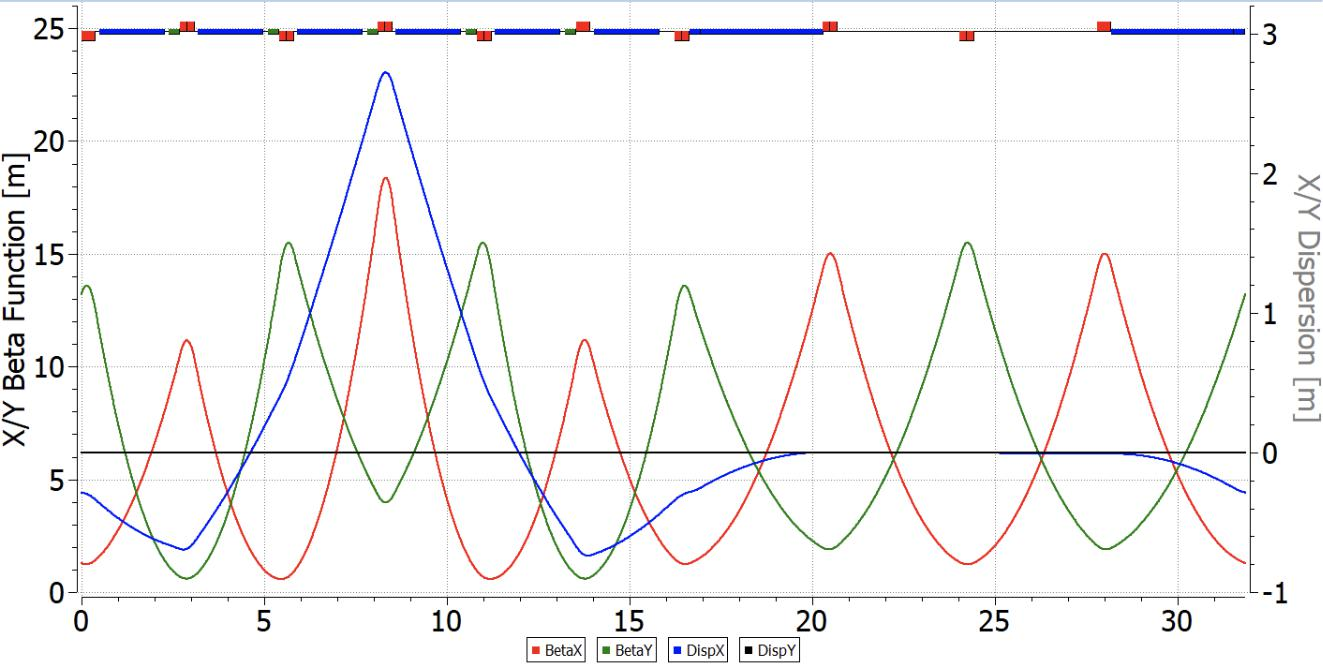 25
20
15
10
5
0
X/Y Beta Function [m]
3
2
1
0
-1
X/Y Dispersion [m]
0 5 10 15 20 25 30
BetaX BetaY DispX DispY